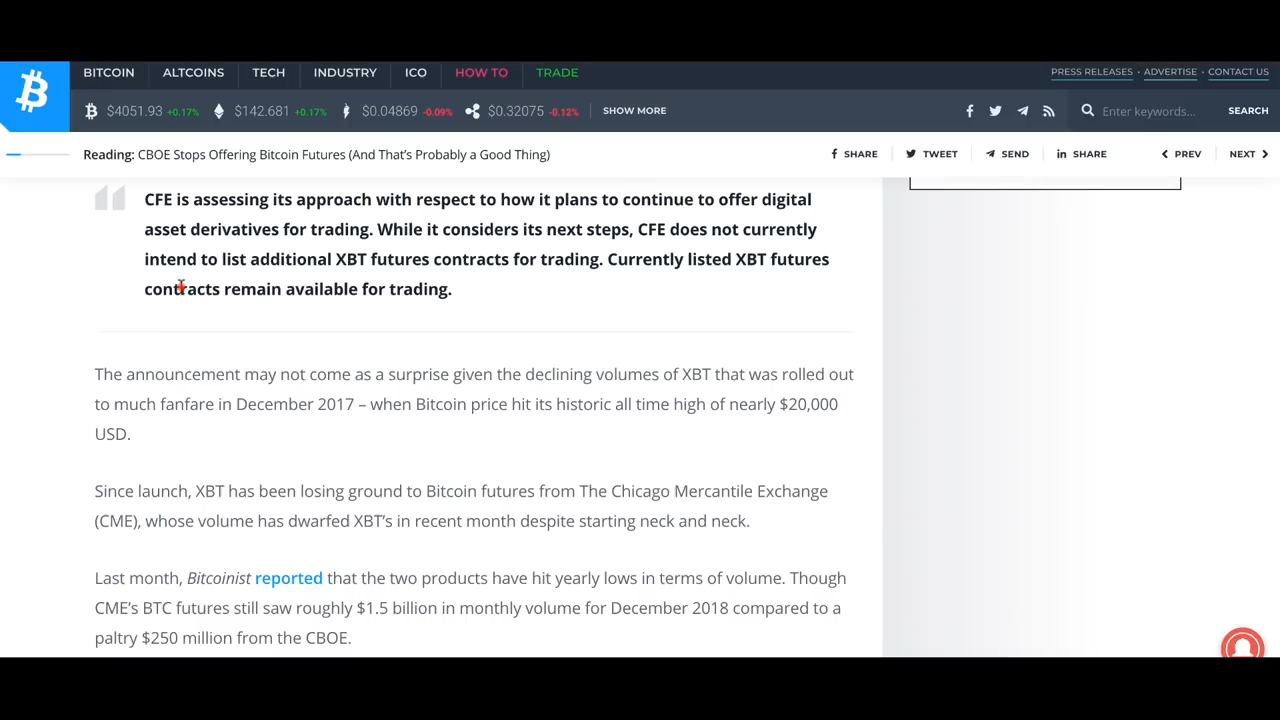 BITCOIN ALTCOINS TECH INDUSTRY ICO HOW TO TRADE PRESS RELEASES • ADVERTISE • CONTACT US
$4051.93 +0.17% $142.681 +0.17% $0.04869 -0.09% $0.32075 -0.12% SHOW MORE Enter keywords... SEARCH
Reading: CBOE Stops Offering Bitcoin Futures (And That's Probably a Good Thing) SHARE TWEET SEND SHARE PREV NEXT
CFE is assessing its approach with respect to how it plans to continue to offer digital
asset derivatives for trading. While it considers its next steps, CFE does not currently
intend to list additional XBT futures contracts for trading. Currently listed XBT futures
contracts remain available for trading.
The announcement may not come as a surprise given the declining volumes of XBT that was rolled out
to much fanfare in December 2017 – when Bitcoin price hit its historic all time high of nearly $20,000
USD.
Since launch, XBT has been losing ground to Bitcoin futures from The Chicago Mercantile Exchange
(CME), whose volume has dwarfed XBT's in recent month despite starting neck and neck.
Last month, Bitcoinist reported that the two products have hit yearly lows in terms of volume. Though
CME's BTC futures still saw roughly $1.5 billion in monthly volume for December 2018 compared to a
paltry $250 million from the CBOE.